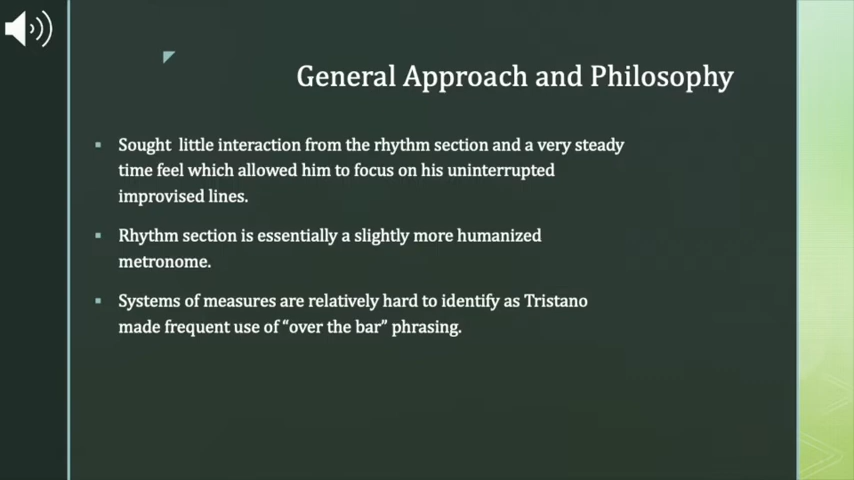 General Approach and Philosophy
Sought little interaction from the rhythm section and a very steady
time feel which allowed him to focus on his uninterrupted
improvised lines.
Rhythm section is essentially a slightly more humanized
metronome.
Systems of measures are relatively hard to identify as Tristano
made frequent use of “over the bar” phrasing.